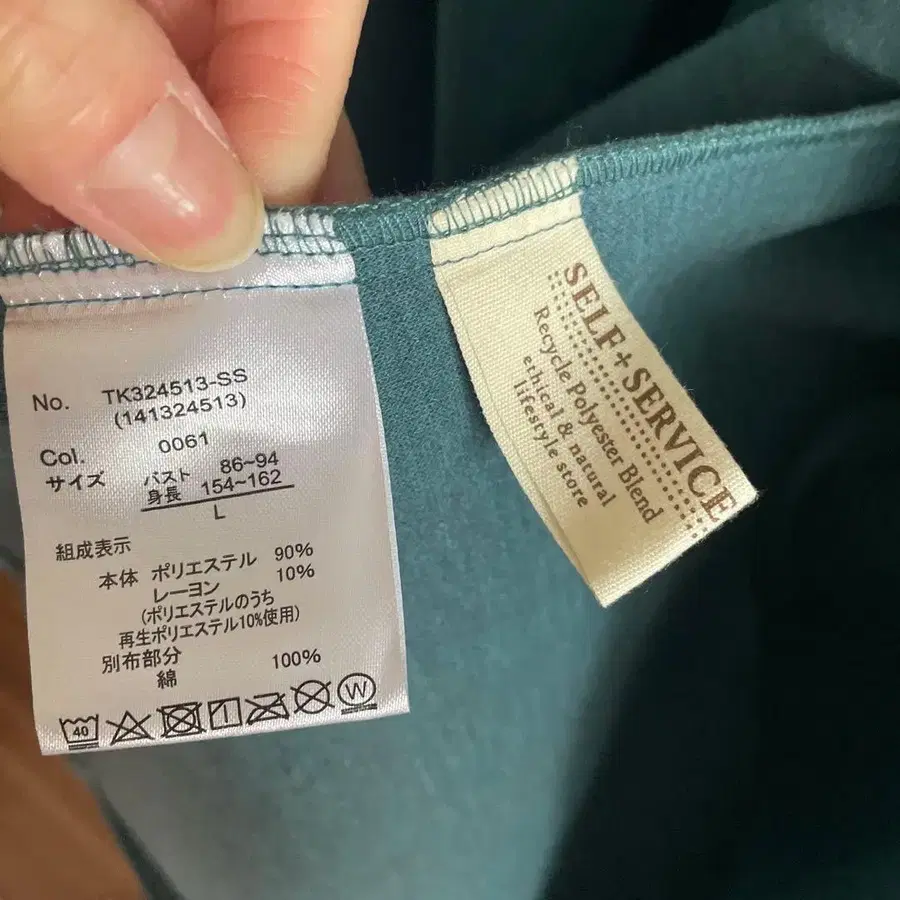 No. TK324513-SS
(141324513)
Col. 0061
サイズ バスト 86~94
身長 154~162
L
組成表示
本体 ポリエステル 90%
レーヨン 10%
(ポリエステルのうち
再生ポリエステル10%使用)
別布部分
綿 100%
40 1 W
SELF+SERVICE
Recycle Polyester Blend
ethical & natural
lifestyle store